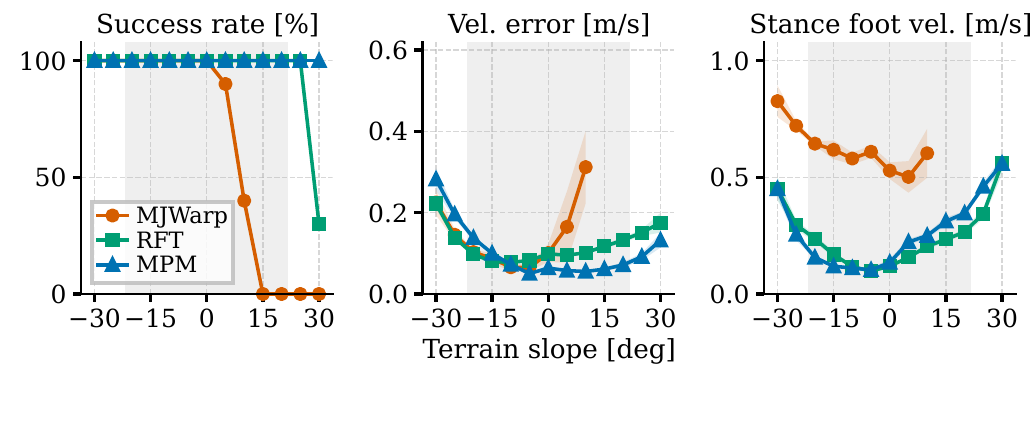 Success rate [%]
100
50
0
MJWarp
RFT
MPM
−30 −15 0 15 30
Vel. error [m/s]
0.6
0.4
0.2
0.0
−30 −15 0 15 30
Terrain slope [deg]
Stance foot vel. [m/s]
1.0
0.5
0.0
−30 −15 0 15 30